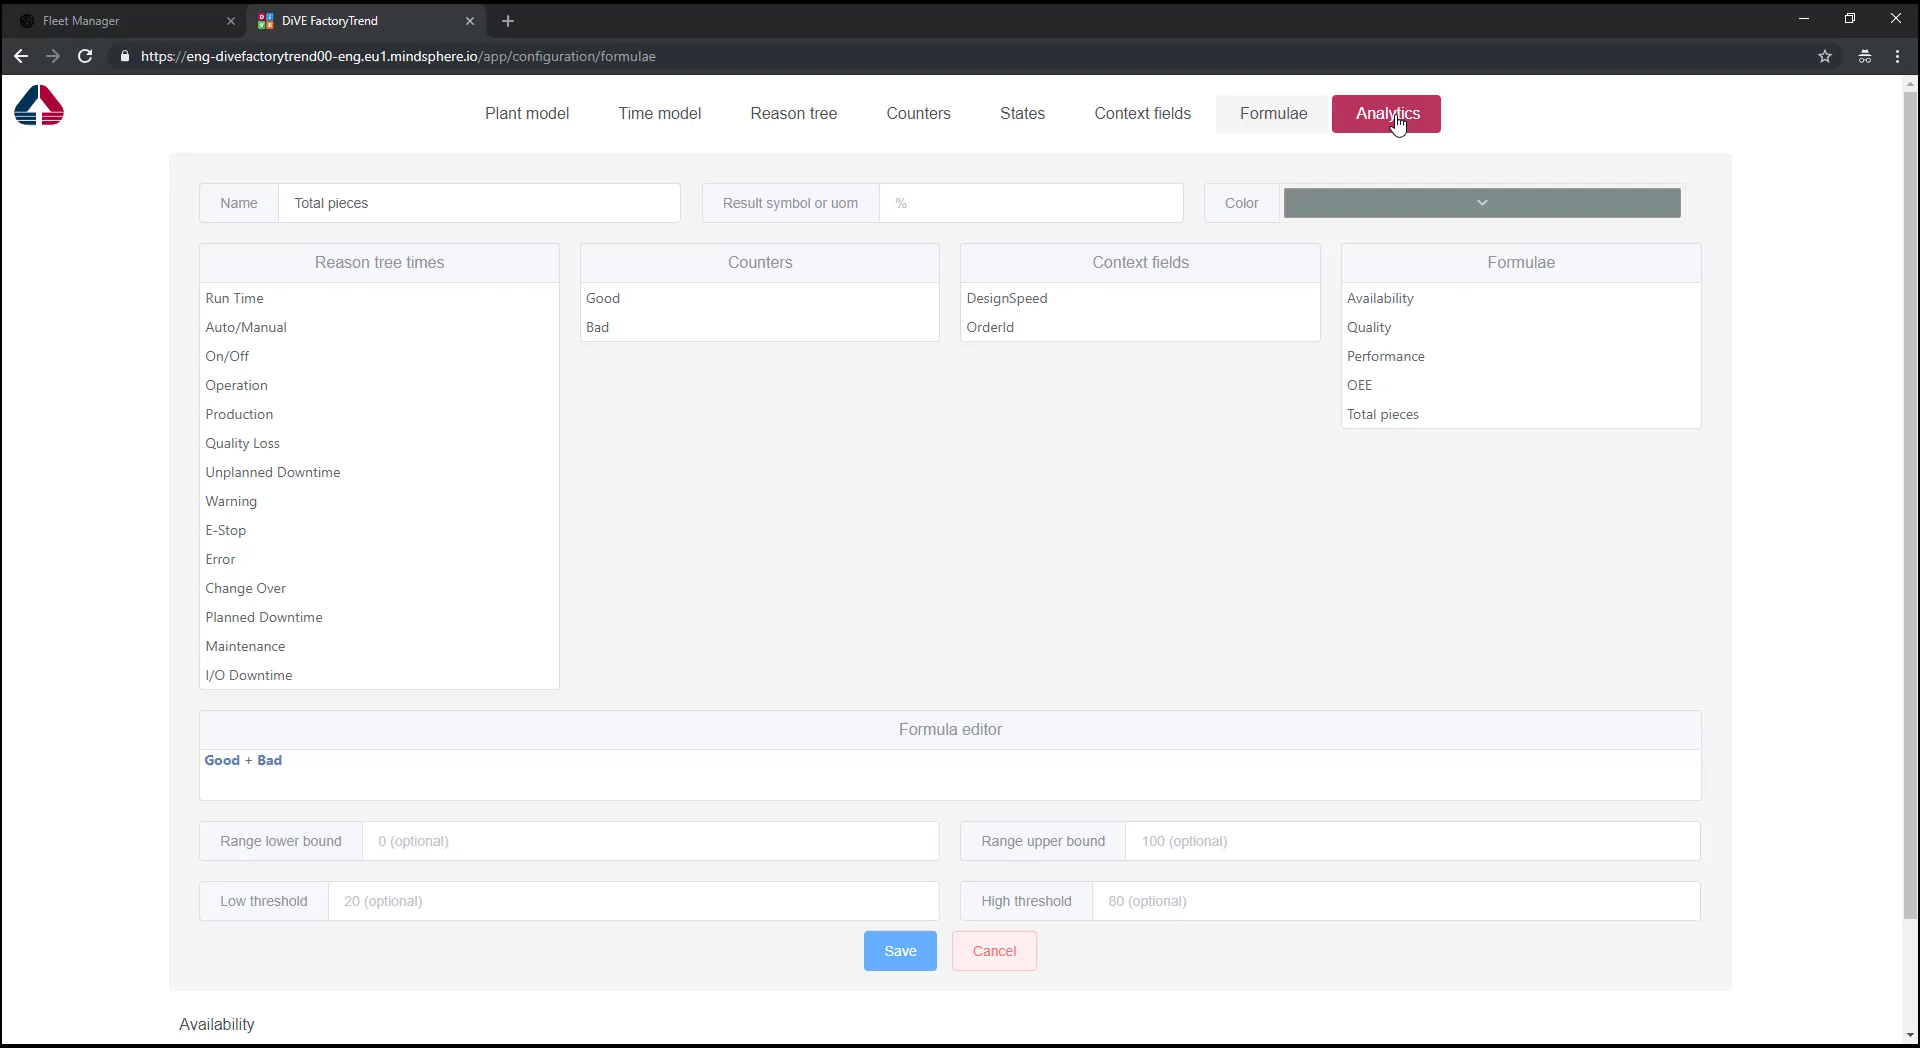 Fleet Manager
DiVE FactoryTrend
https://eng-divefactorytrend00-eng.eu1.mindsphere.io/app/configuration/formulae
Plant model
Time model
Reason tree
Counters
States
Context fields
Formulae
Analytics
Name
Total pieces
Result symbol or uom
%
Color
Reason tree times
Run Time
Auto/Manual
On/Off
Operation
Production
Quality Loss
Unplanned Downtime
Warning
E-Stop
Error
Change Over
Planned Downtime
Maintenance
I/O Downtime
Counters
Good
Bad
Context fields
DesignSpeed
OrderId
Formulae
Availability
Quality
Performance
OEE
Total pieces
Formula editor
Good + Bad
Range lower bound
0 (optional)
Range upper bound
100 (optional)
Low threshold
20 (optional)
High threshold
80 (optional)
Save
Cancel
Availability